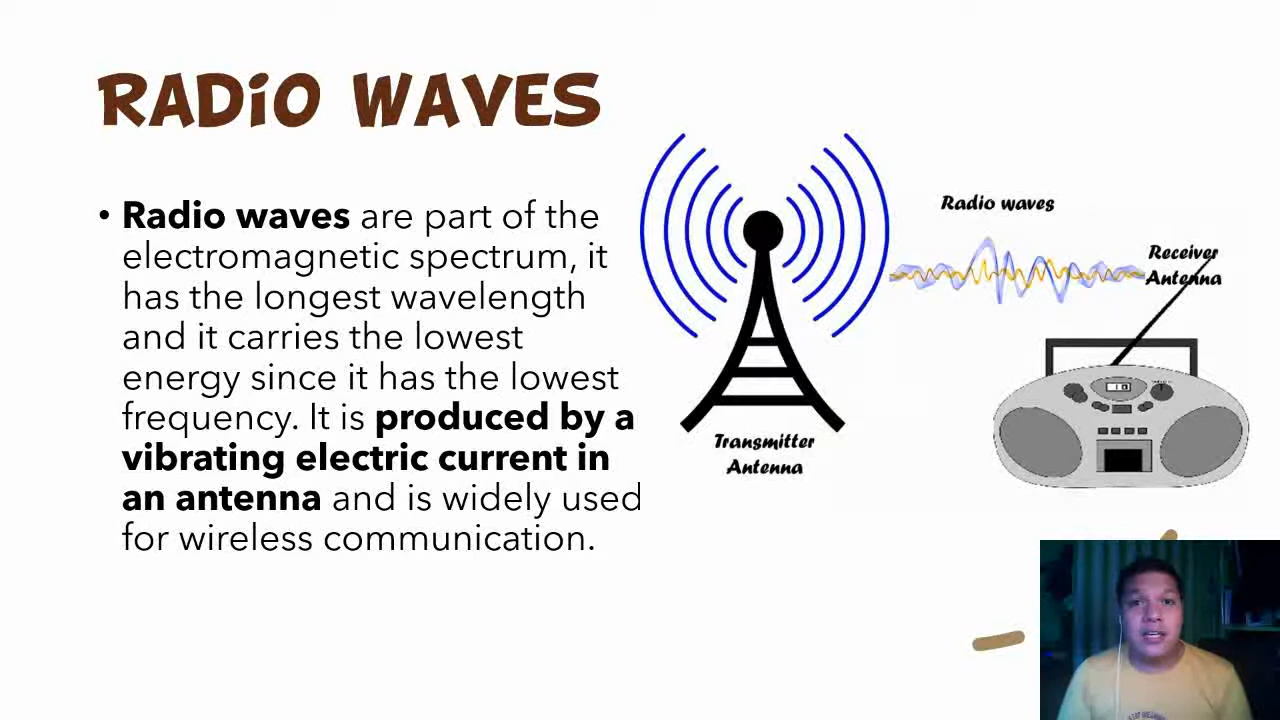 RADiO WAVES
• Radio waves are part of the
electromagnetic spectrum, it
has the longest wavelength
and it carries the lowest
energy since it has the lowest
frequency. It is produced by a
vibrating electric current in
an antenna and is widely used
for wireless communication.
Radio waves
Receiver
Antenna
Transmitter
Antenna